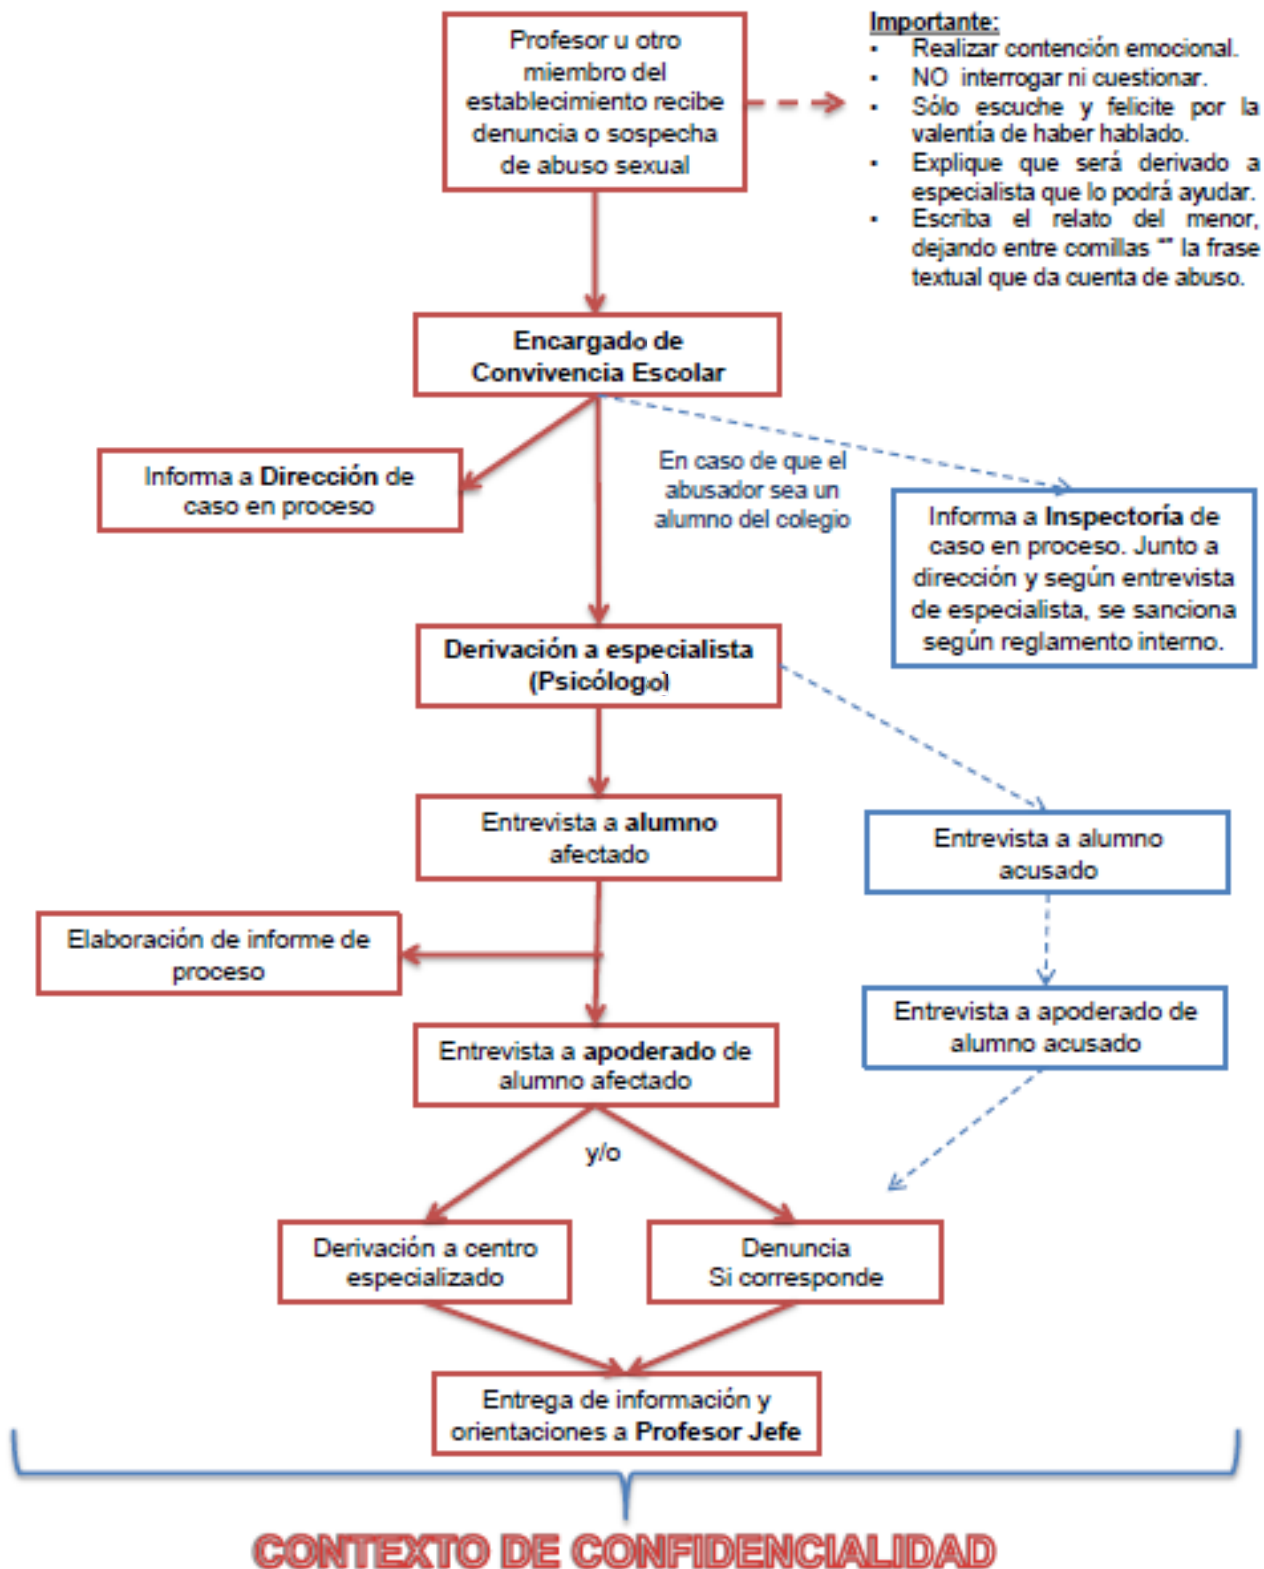 Profesor u otro
miembro del
establecimiento recibe
denuncia o sospecha
de abuso sexual
Importante:
▪ Realizar contención emocional.
▪ NO interrogar ni cuestionar.
▪ Sólo escuche y felicite por la
valentía de haber hablado.
▪ Explique que será derivado a
especialista que lo podrá ayudar.
▪ Escriba el relato del menor,
dejando entre comillas “” la frase
textual que da cuenta de abuso.
Encargado de
Convivencia Escolar
Informa a Dirección de
caso en proceso
En caso de que el
abusador sea un
alumno del colegio
Informa a Inspectoría de
caso en proceso. Junto a
dirección y según entrevista
de especialista, se sanciona
según reglamento interno.
Derivación a especialista
(Psicólogo)
Entrevista a alumno
afectado
Entrevista a alumno
acusado
Elaboración de informe de
proceso
Entrevista a apoderado de
alumno acusado
Entrevista a apoderado de
alumno afectado
y/o
Derivación a centro
especializado
Denuncia
Si corresponde
Entrega de información y
orientaciones a Profesor Jefe
CONTEXTO DE CONFIDENCIALIDAD